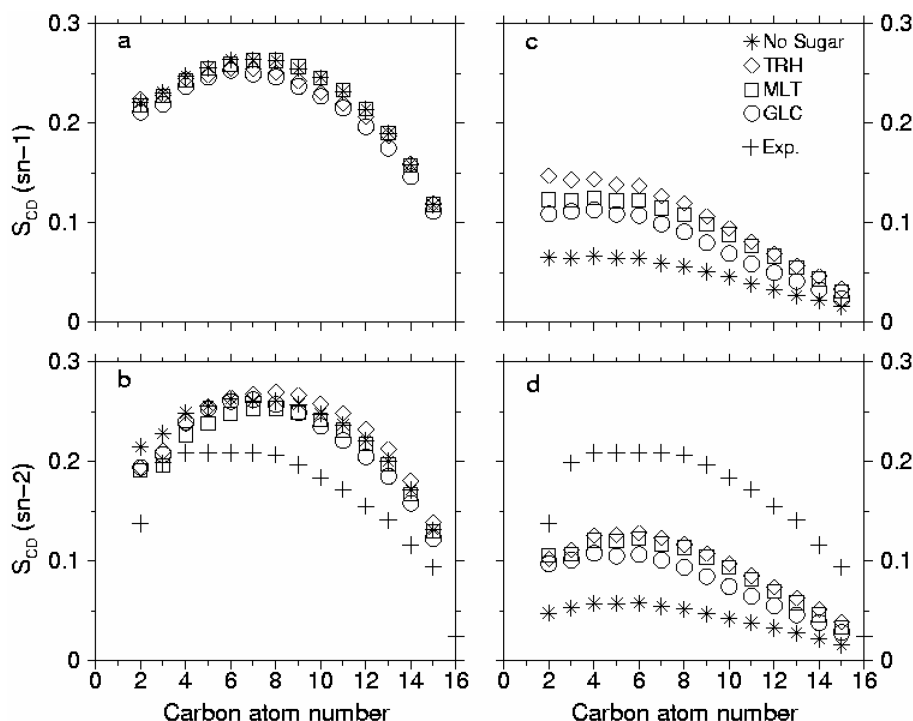 0.3 a c 0.3
No Sugar
TRH
MLT
GLC
Exp.
0.2 0.2
S_CD (sn-1)
0.1 0.1
0 0
0.3 b d 0.3
0.2 0.2
S_CD (sn-2)
0.1 0.1
0 0
0 2 4 6 8 10 12 14 16 0 2 4 6 8 10 12 14 16
Carbon atom number Carbon atom number